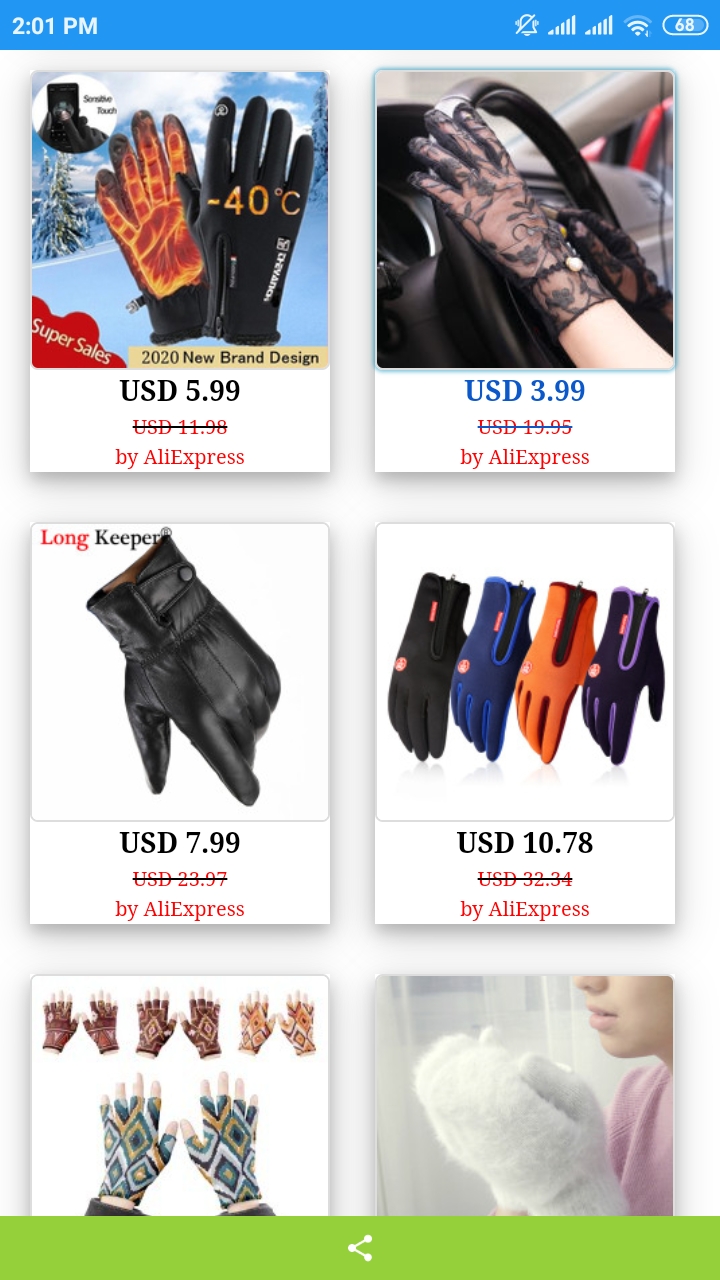 2:01 PM
68
Sensitive
Touch
-40°C
Super Sales
2020 New Brand Design
USD 5.99
USD 11.98
by AliExpress
USD 3.99
USD 19.95
by AliExpress
Long Keeper®
USD 7.99
USD 23.97
by AliExpress
USD 10.78
USD 32.34
by AliExpress